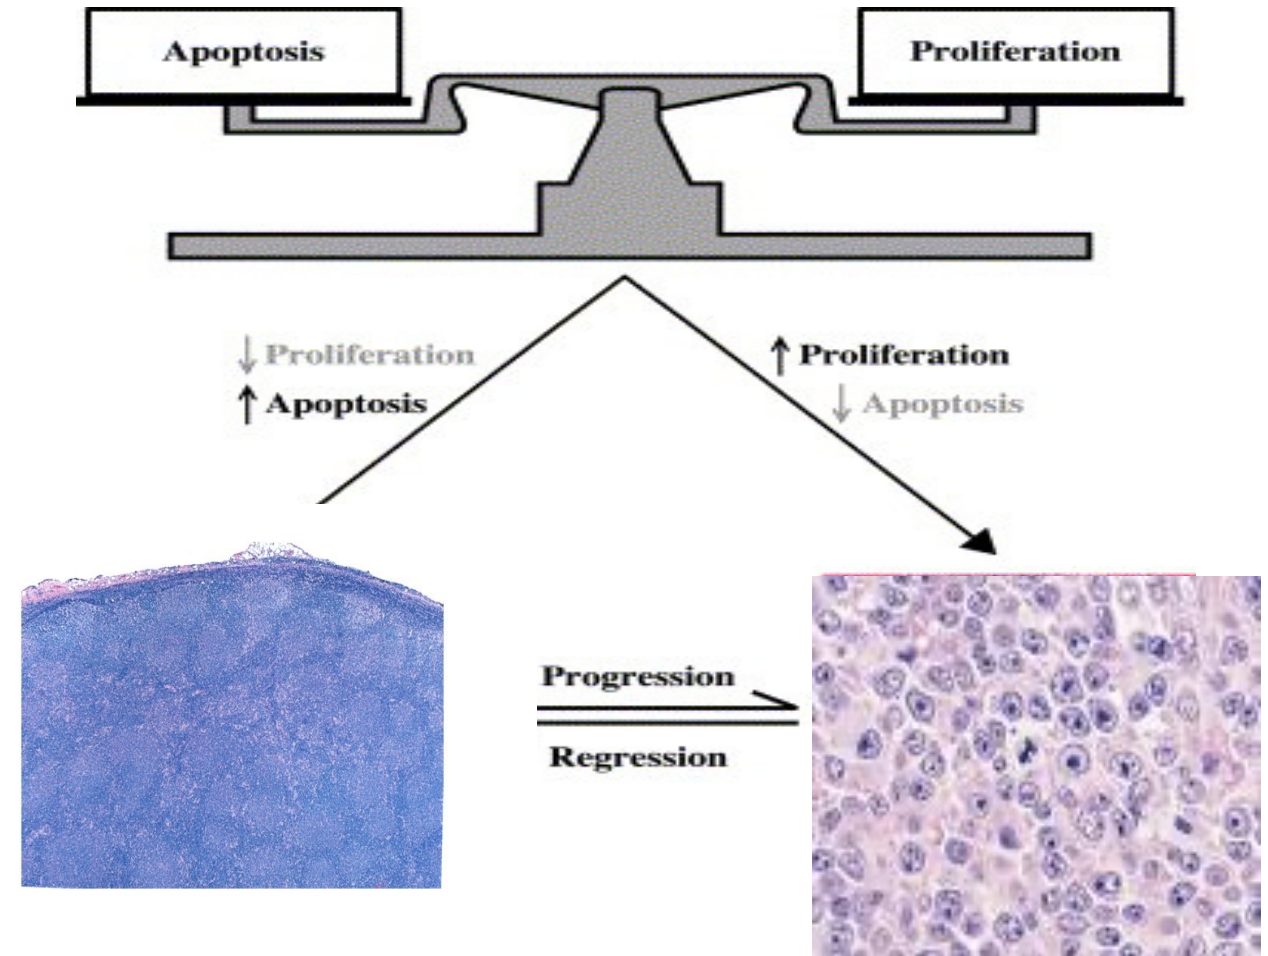 Apoptosis
Proliferation
↓ Proliferation
↑ Apoptosis
↑ Proliferation
↓ Apoptosis
Progression
Regression